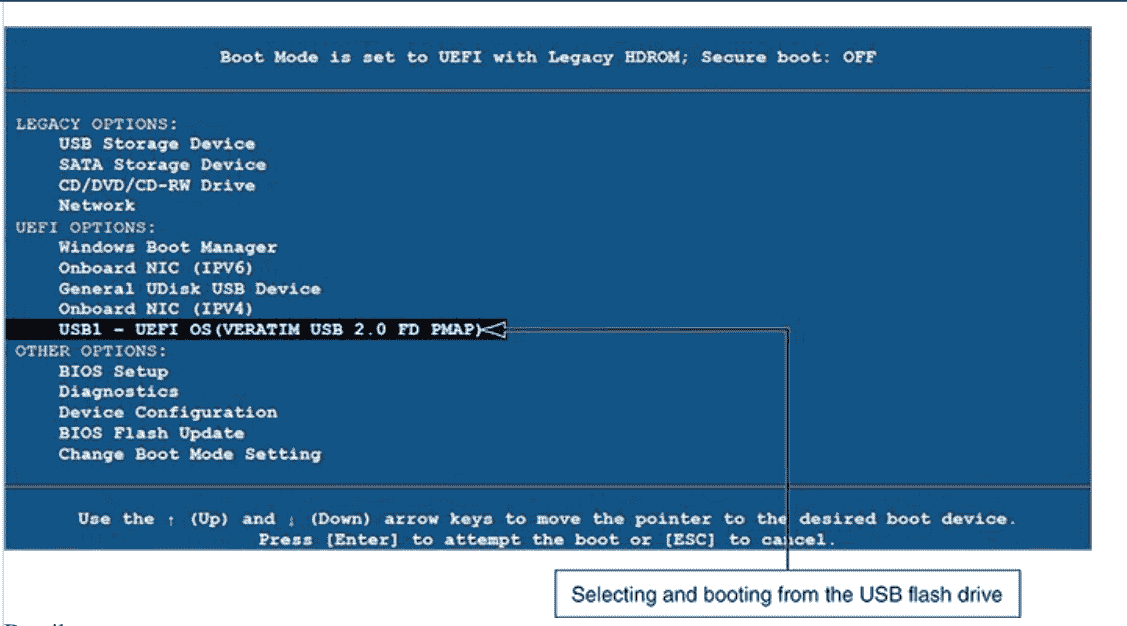 Boot Mode is set to UEFI with Legacy HDROM; Secure boot: OFF
LEGACY OPTIONS:
USB Storage Device
SATA Storage Device
CD/DVD/CD-RW Drive
Network
UEFI OPTIONS:
Windows Boot Manager
Onboard NIC (IPV6)
General UDisk USB Device
Onboard NIC (IPV4)
USB1 - UEFI OS(VERATIM USB 2.0 FD PMAP)
OTHER OPTIONS:
BIOS Setup
Diagnostics
Device Configuration
BIOS Flash Update
Change Boot Mode Setting
Use the ↑ (Up) and ↓ (Down) arrow keys to move the pointer to the desired boot device.
Press [Enter] to attempt the boot or [ESC] to cancel.
Selecting and booting from the USB flash drive